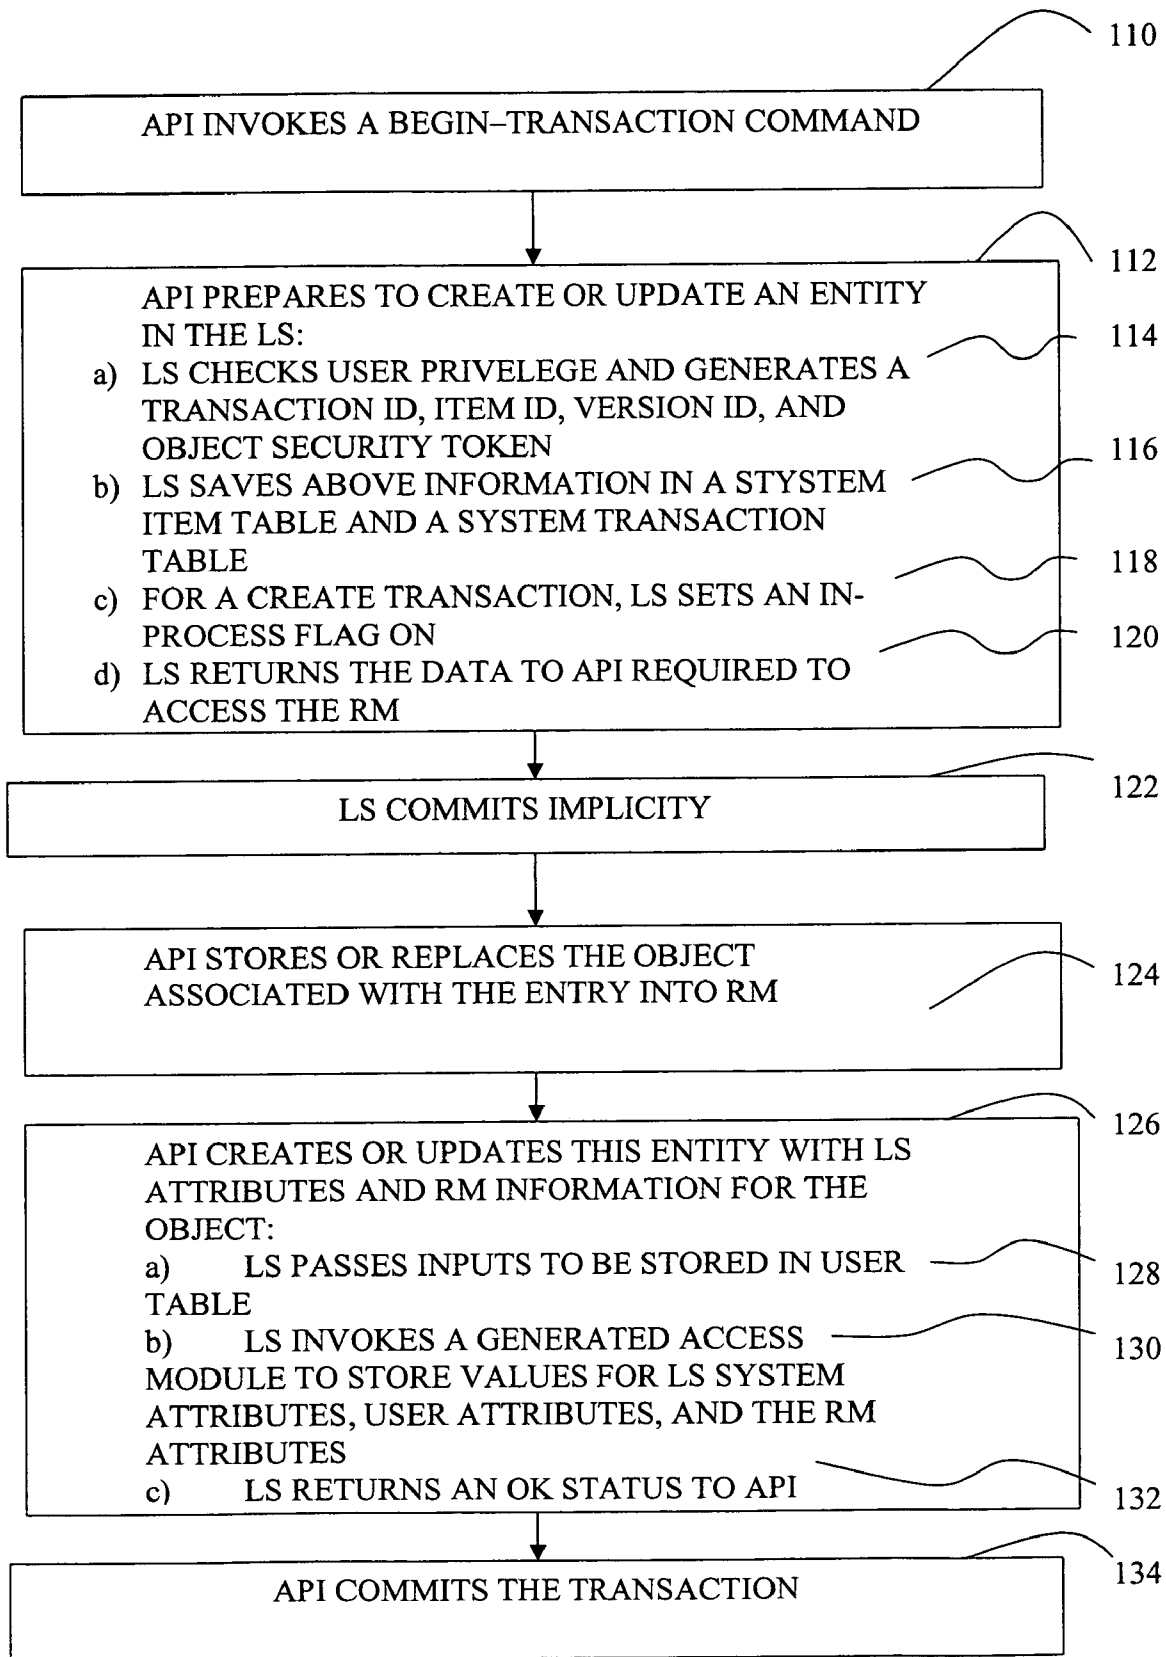 110
API INVOKES A BEGIN–TRANSACTION COMMAND
112
API PREPARES TO CREATE OR UPDATE AN ENTITY
IN THE LS:
114
a) LS CHECKS USER PRIVELEGE AND GENERATES A
TRANSACTION ID, ITEM ID, VERSION ID, AND
OBJECT SECURITY TOKEN
116
b) LS SAVES ABOVE INFORMATION IN A STYSTEM
ITEM TABLE AND A SYSTEM TRANSACTION
TABLE
118
c) FOR A CREATE TRANSACTION, LS SETS AN IN-
PROCESS FLAG ON
120
d) LS RETURNS THE DATA TO API REQUIRED TO
ACCESS THE RM
122
LS COMMITS IMPLICITY
API STORES OR REPLACES THE OBJECT
ASSOCIATED WITH THE ENTRY INTO RM
124
126
API CREATES OR UPDATES THIS ENTITY WITH LS
ATTRIBUTES AND RM INFORMATION FOR THE
OBJECT:
a) LS PASSES INPUTS TO BE STORED IN USER
TABLE
128
b) LS INVOKES A GENERATED ACCESS
MODULE TO STORE VALUES FOR LS SYSTEM
ATTRIBUTES, USER ATTRIBUTES, AND THE RM
ATTRIBUTES
130
c) LS RETURNS AN OK STATUS TO API
132
API COMMITS THE TRANSACTION
134